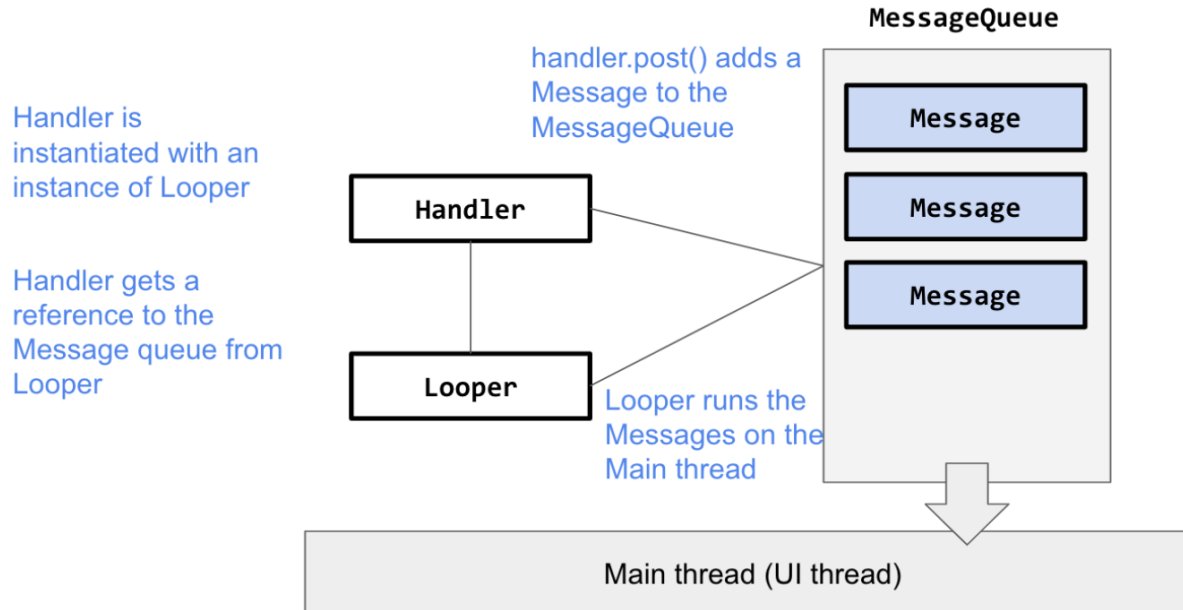 MessageQueue
handler.post() adds a
Message to the
MessageQueue
Message
Handler is
instantiated with an
instance of Looper
Handler
Message
Handler gets a
reference to the
Message queue from
Looper
Message
Looper
Looper runs the
Messages on the
Main thread
Main thread (UI thread)